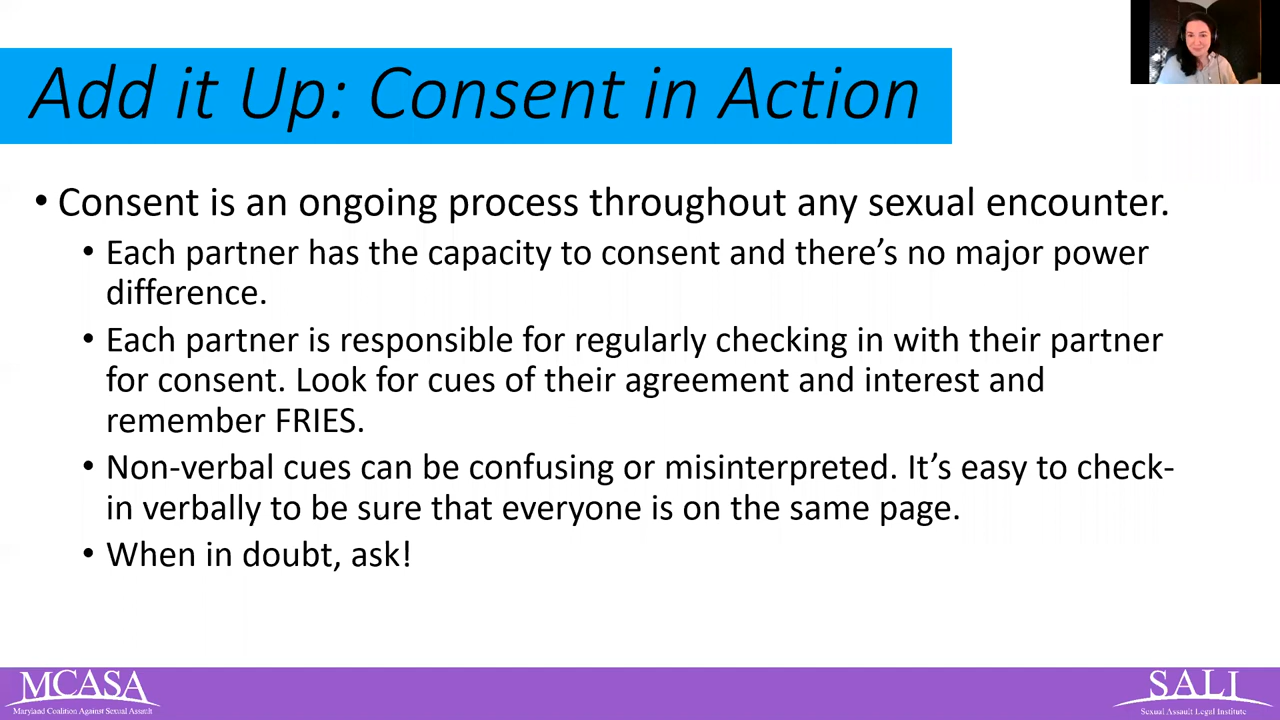 Add it Up: Consent in Action
• Consent is an ongoing process throughout any sexual encounter.
• Each partner has the capacity to consent and there’s no major power
difference.
• Each partner is responsible for regularly checking in with their partner
for consent. Look for cues of their agreement and interest and
remember FRIES.
• Non-verbal cues can be confusing or misinterpreted. It’s easy to check-
in verbally to be sure that everyone is on the same page.
• When in doubt, ask!
MCASA
Maryland Coalition Against Sexual Assault
SALI
Sexual Assault Legal Institute